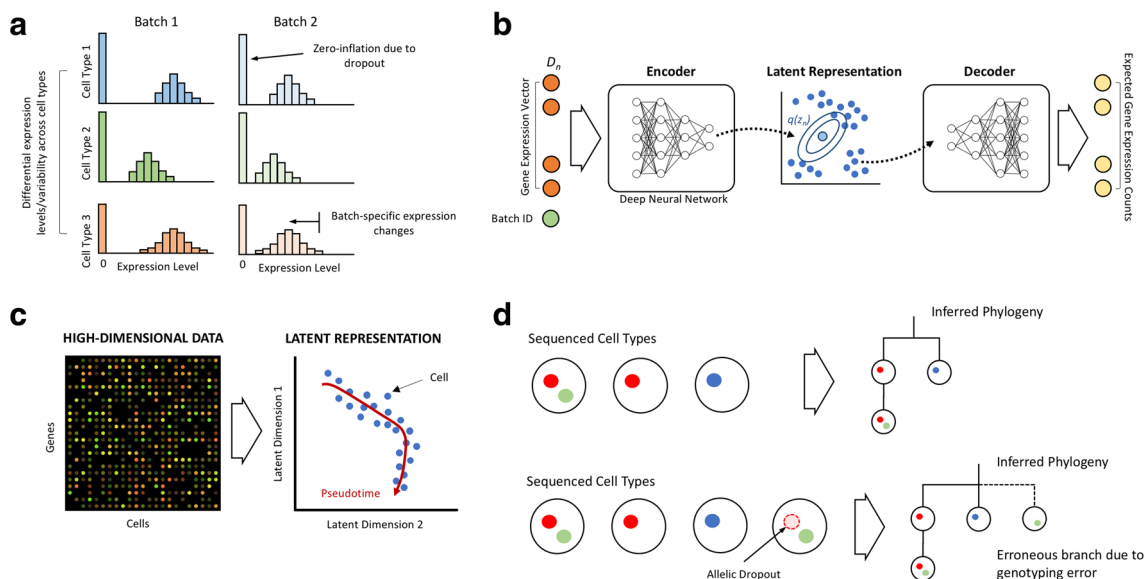 a
Batch 1
Batch 2
Differential expression
levels/variability across cell types
Cell Type 1
Cell Type 2
Cell Type 3
Zero-inflation due to
dropout
Batch-specific expression
changes
0
Expression Level
0
Expression Level
b
Dn
Gene Expression Vector
Batch ID
Encoder
Deep Neural Network
Latent Representation
q(zn)
Decoder
Expected Gene Expression Counts
c
HIGH-DIMENSIONAL DATA
Genes
Cells
LATENT REPRESENTATION
Cell
Latent Dimension 1
Pseudotime
Latent Dimension 2
d
Sequenced Cell Types
Inferred Phylogeny
Sequenced Cell Types
Inferred Phylogeny
Allelic Dropout
Erroneous branch due to
genotyping error